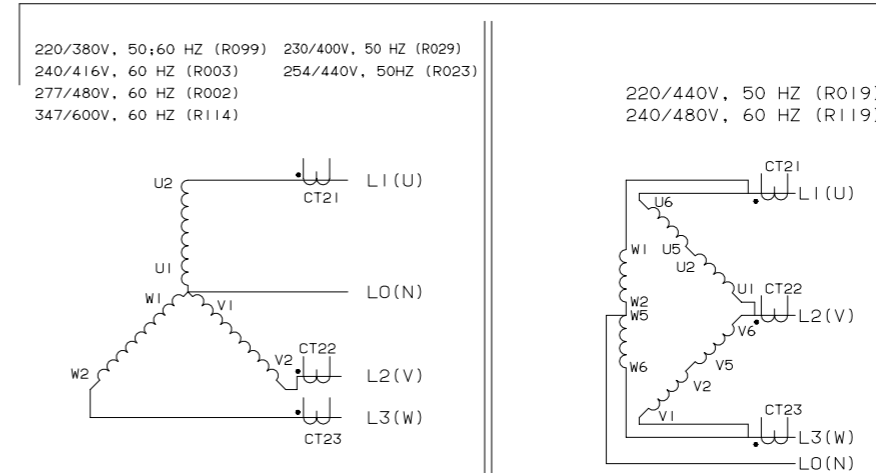 220/380V, 50;60 HZ (R099) 230/400V, 50 HZ (R029)
240/416V, 60 HZ (R003) 254/440V, 50HZ (R023)
277/480V, 60 HZ (R002)
347/600V, 60 HZ (R114)
U2
CT21
L1(U)
U1
L0(N)
W1
V1
W2
V2
CT22
L2(V)
CT23
L3(W)
220/440V, 50 HZ (R019)
240/480V, 60 HZ (R119)
CT21
L1(U)
U6
W1
U5
U2
U1
CT22
W2
W5
L2(V)
V6
W6
V5
V2
V1
CT23
L3(W)
L0(N)